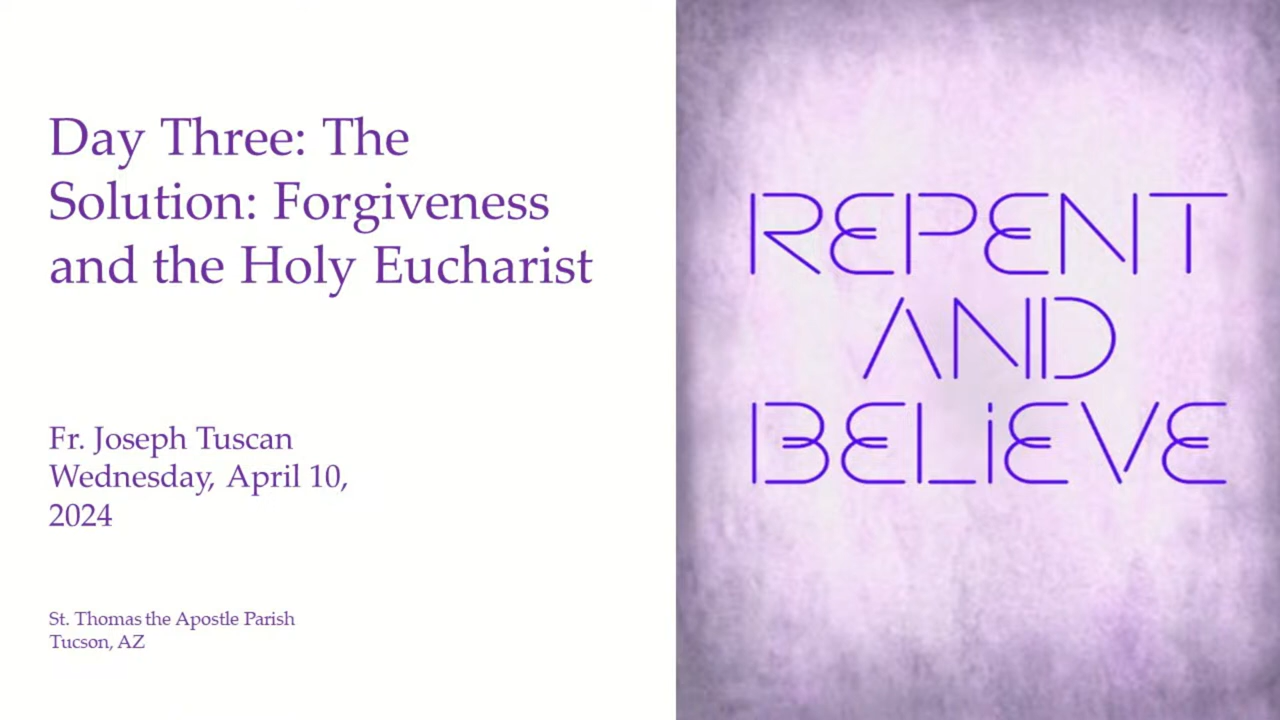 Day Three: The
Solution: Forgiveness
and the Holy Eucharist
Fr. Joseph Tuscan
Wednesday, April 10,
2024
St. Thomas the Apostle Parish
Tucson, AZ
REPENT
AND
BELiEVE